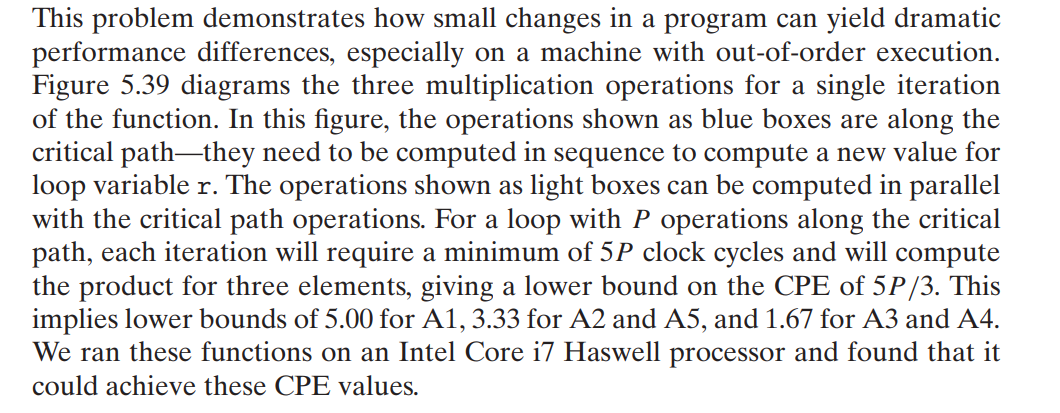 This problem demonstrates how small changes in a program can yield dramatic
performance differences, especially on a machine with out-of-order execution.
Figure 5.39 diagrams the three multiplication operations for a single iteration
of the function. In this figure, the operations shown as blue boxes are along the
critical path—they need to be computed in sequence to compute a new value for
loop variable r. The operations shown as light boxes can be computed in parallel
with the critical path operations. For a loop with P operations along the critical
path, each iteration will require a minimum of 5P clock cycles and will compute
the product for three elements, giving a lower bound on the CPE of 5P/3. This
implies lower bounds of 5.00 for A1, 3.33 for A2 and A5, and 1.67 for A3 and A4.
We ran these functions on an Intel Core i7 Haswell processor and found that it
could achieve these CPE values.